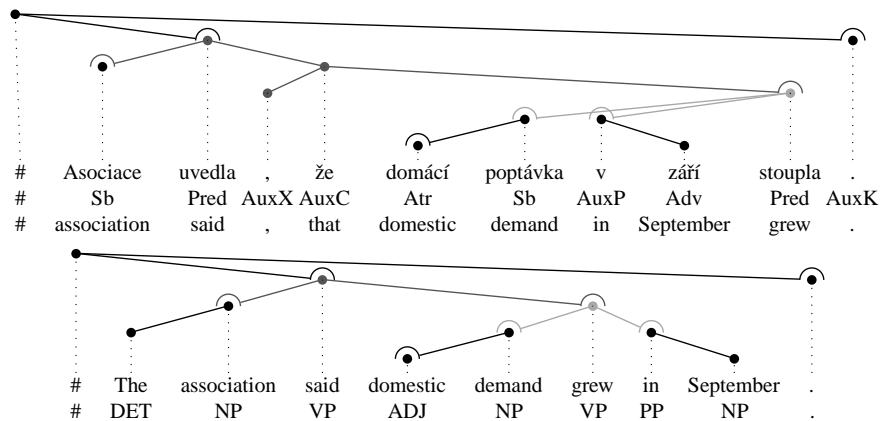 # Asociace uvedla , že domácí poptávka v září stoupla .
# Sb Pred AuxX AuxC Atr Sb AuxP Adv Pred AuxK
# association said , that domestic demand in September grew .
# The association said domestic demand grew in September .
# DET NP VP ADJ NP VP PP NP .